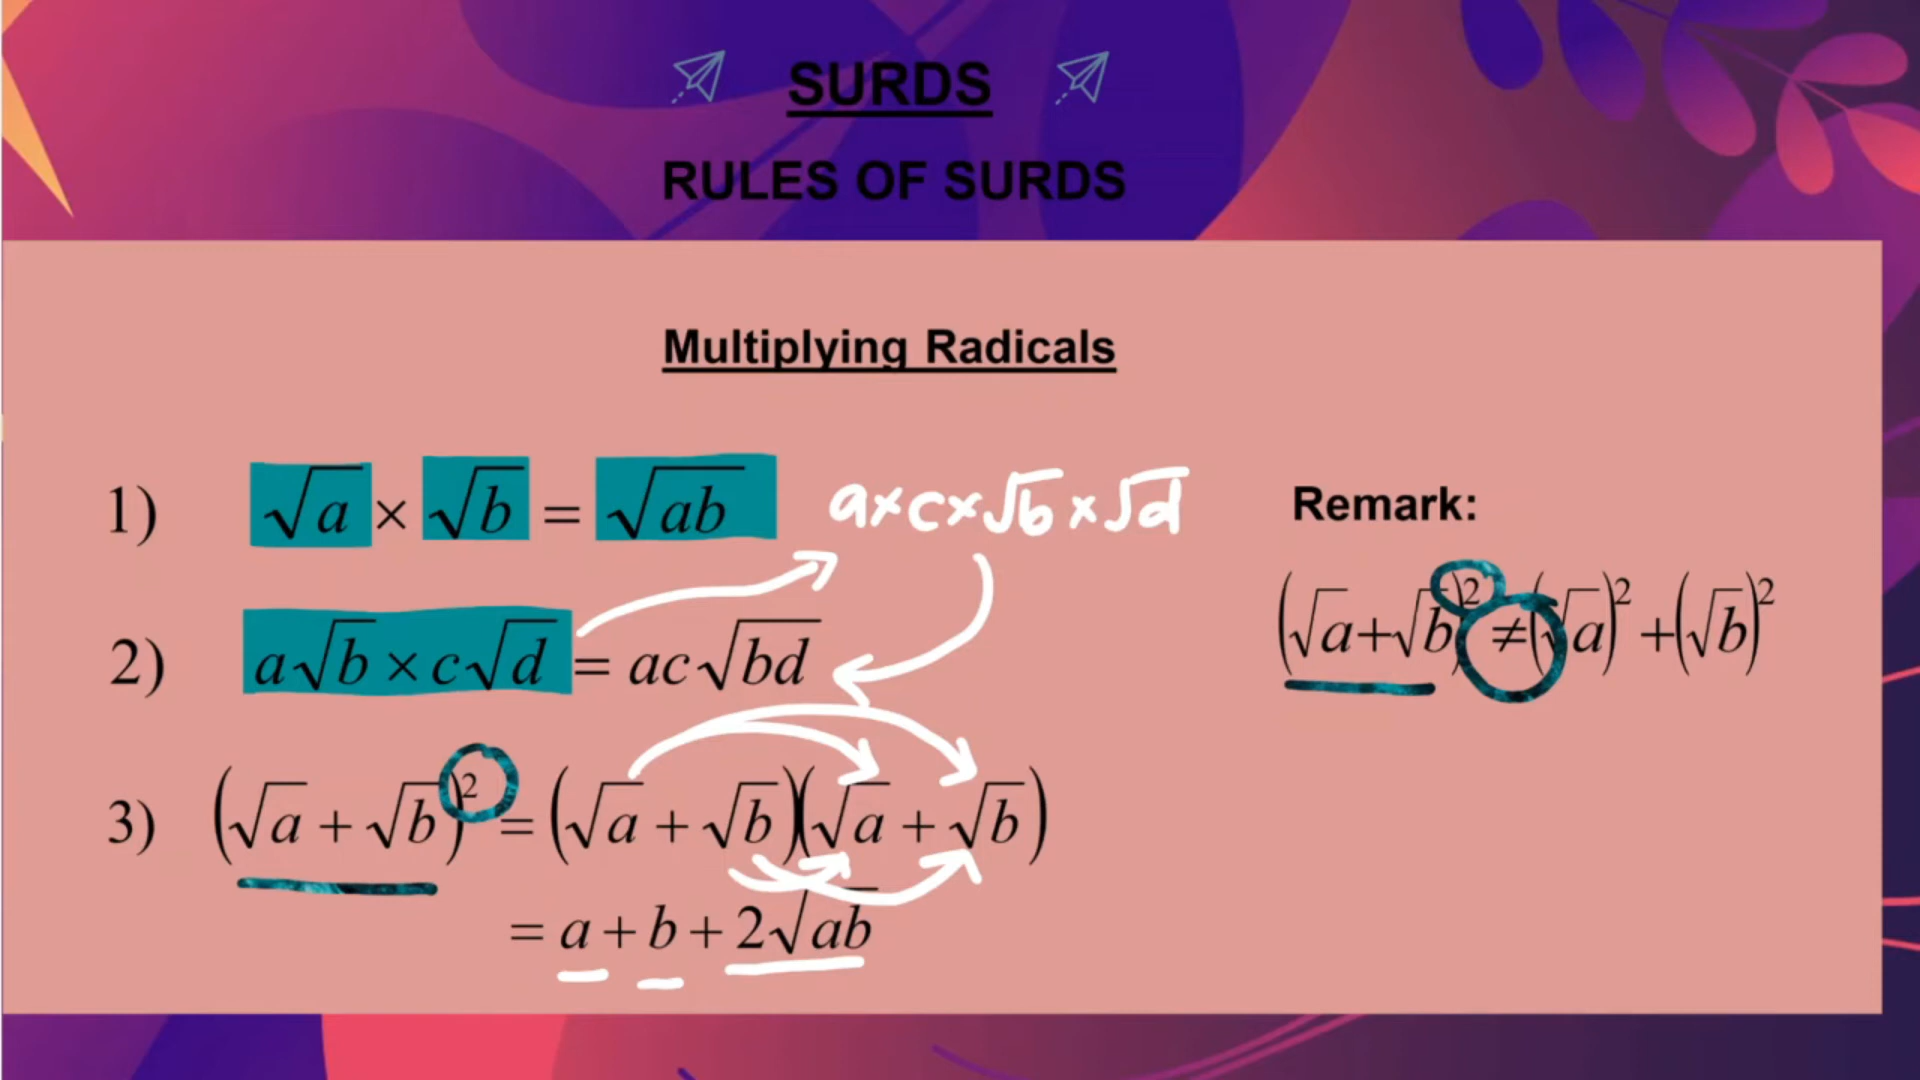 SURDS
RULES OF SURDS
Multiplying Radicals
1) √a × √b = √ab
a×c×√b×√d
2) a√b × c√d = ac√bd
3) (√a + √b)² = (√a + √b)(√a + √b)
= a + b + 2√ab
Remark:
(√a+√b)² ≠ (√a)² + (√b)²